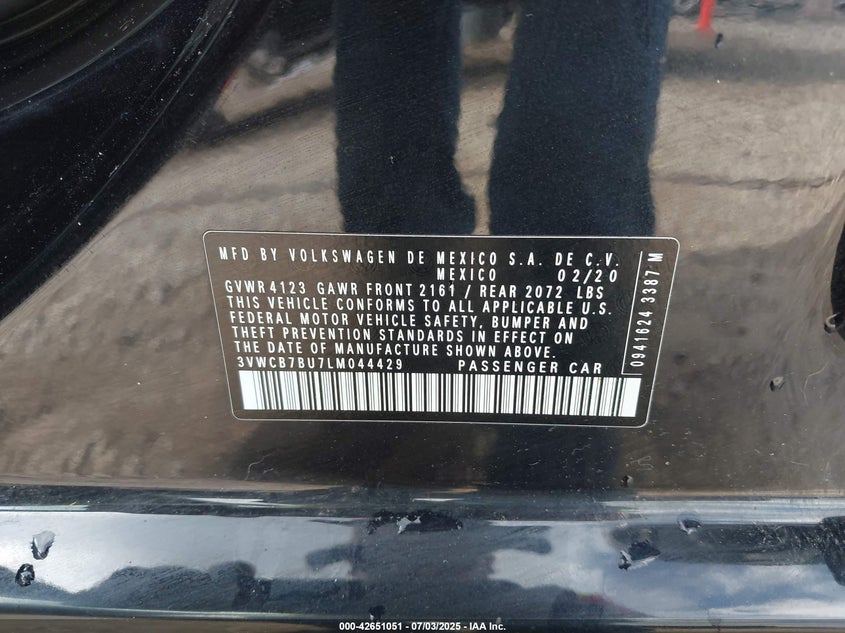 MFD BY VOLKSWAGEN DE MEXICO S.A. DE C.V.
MEXICO 02/20
GVWR 4123 GAWR FRONT 2161 / REAR 2072 LBS
THIS VEHICLE CONFORMS TO ALL APPLICABLE U.S.
FEDERAL MOTOR VEHICLE SAFETY, BUMPER AND
THEFT PREVENTION STANDARDS IN EFFECT ON
THE DATE OF MANUFACTURE SHOWN ABOVE.
3VWCB7BU7LM044429 PASSENGER CAR
0941624 3387 M
000-42651051 - 07/03/2025 - IAA Inc.